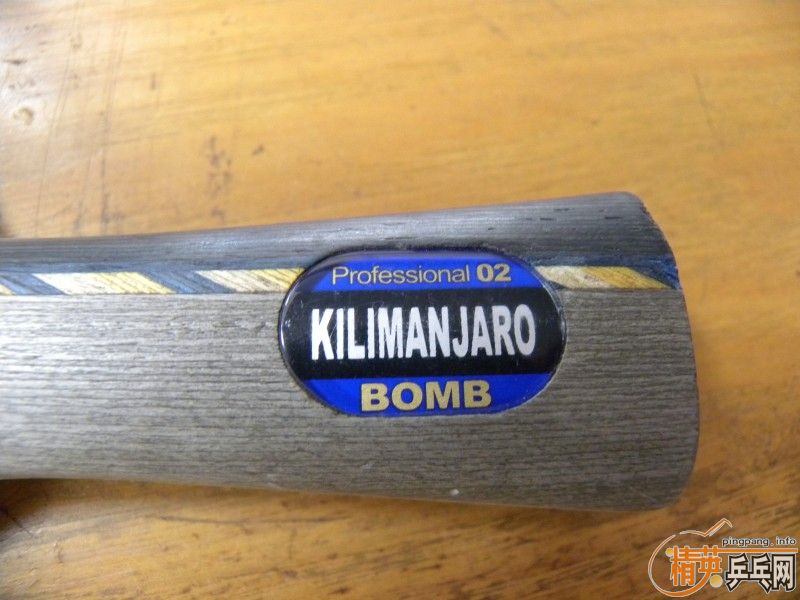 Professional 02
KILIMANJARO
BOMB
pingpang.info
精英乒乓网